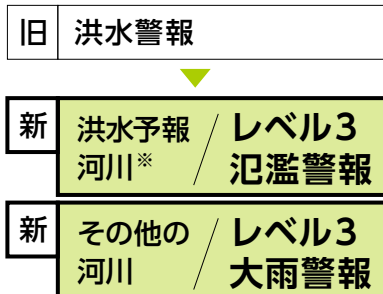 旧 洪水警報
新 洪水予報 / レベル3
河川※ 氾濫警報
新 その他の / レベル3
河川 大雨警報